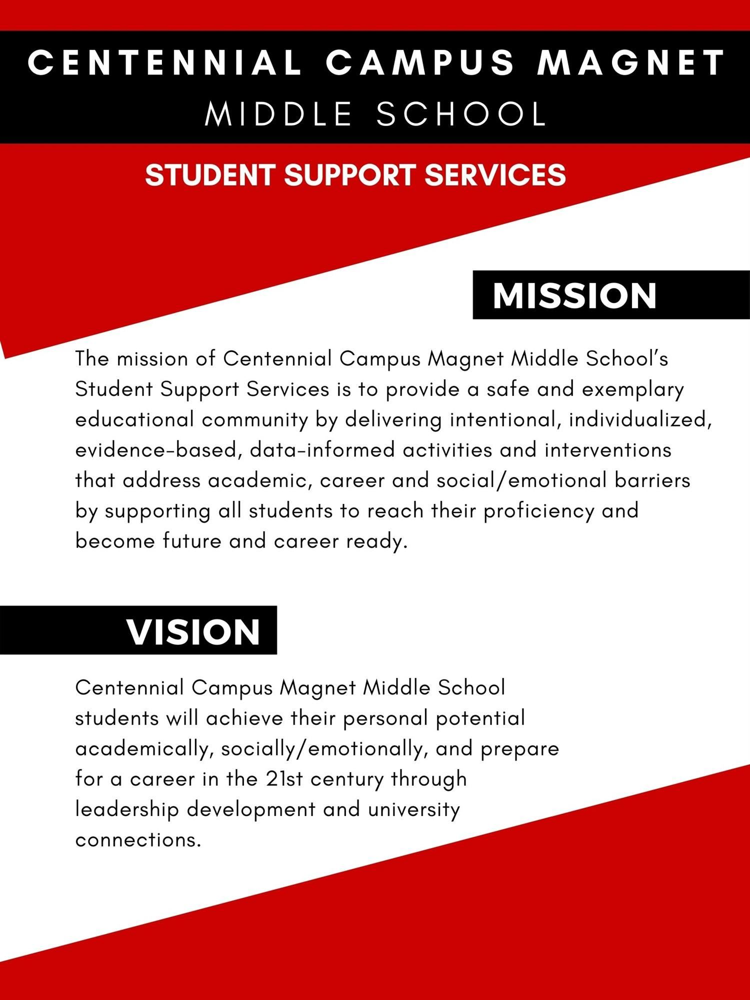 CENTENNIAL CAMPUS MAGNET
MIDDLE SCHOOL
STUDENT SUPPORT SERVICES
MISSION
The mission of Centennial Campus Magnet Middle School’s
Student Support Services is to provide a safe and exemplary
educational community by delivering intentional, individualized,
evidence-based, data-informed activities and interventions
that address academic, career and social/emotional barriers
by supporting all students to reach their proficiency and
become future and career ready.
VISION
Centennial Campus Magnet Middle School
students will achieve their personal potential
academically, socially/emotionally, and prepare
for a career in the 21st century through
leadership development and university
connections.